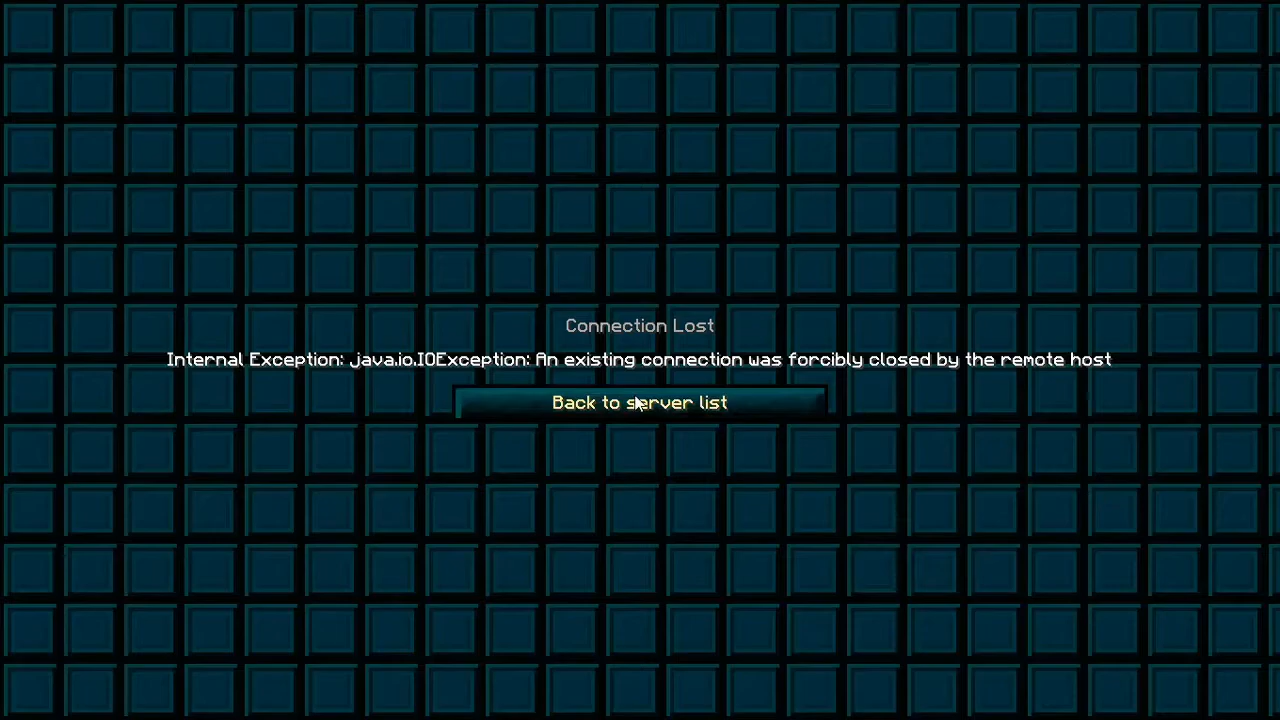 Connection Lost
Internal Exception: java.io.IOException: An existing connection was forcibly closed by the remote host
Back to server list